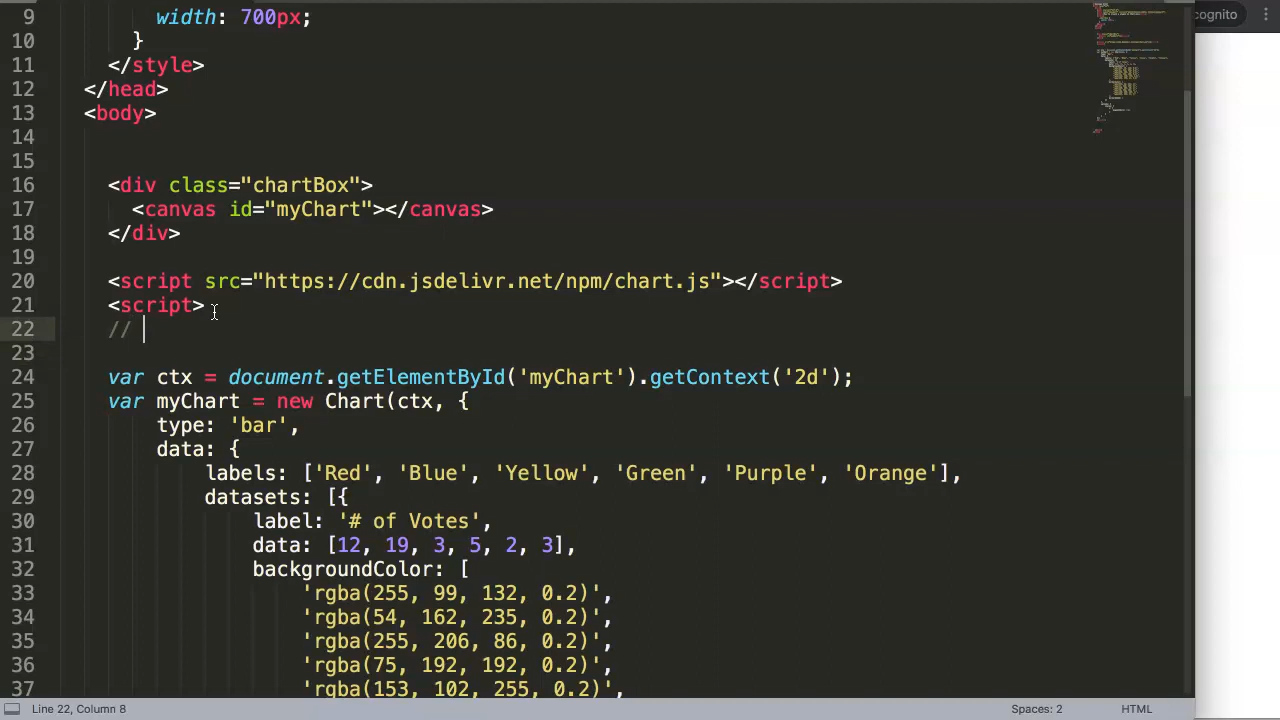 cognito
9 width: 700px;
10 }
11 </style>
12 </head>
13 <body>
14
15
16 <div class="chartBox">
17 <canvas id="myChart"></canvas>
18 </div>
19
20 <script src="https://cdn.jsdelivr.net/npm/chart.js"></script>
21 <script>
22 //
23
24 var ctx = document.getElementById('myChart').getContext('2d');
25 var myChart = new Chart(ctx, {
26 type: 'bar',
27 data: {
28 labels: ['Red', 'Blue', 'Yellow', 'Green', 'Purple', 'Orange'],
29 datasets: [{
30 label: '# of Votes',
31 data: [12, 19, 3, 5, 2, 3],
32 backgroundColor: [
33 'rgba(255, 99, 132, 0.2)',
34 'rgba(54, 162, 235, 0.2)',
35 'rgba(255, 206, 86, 0.2)',
36 'rgba(75, 192, 192, 0.2)',
37 'rgba(153, 102, 255, 0.2)',
Line 22, Column 8 Spaces: 2 HTML